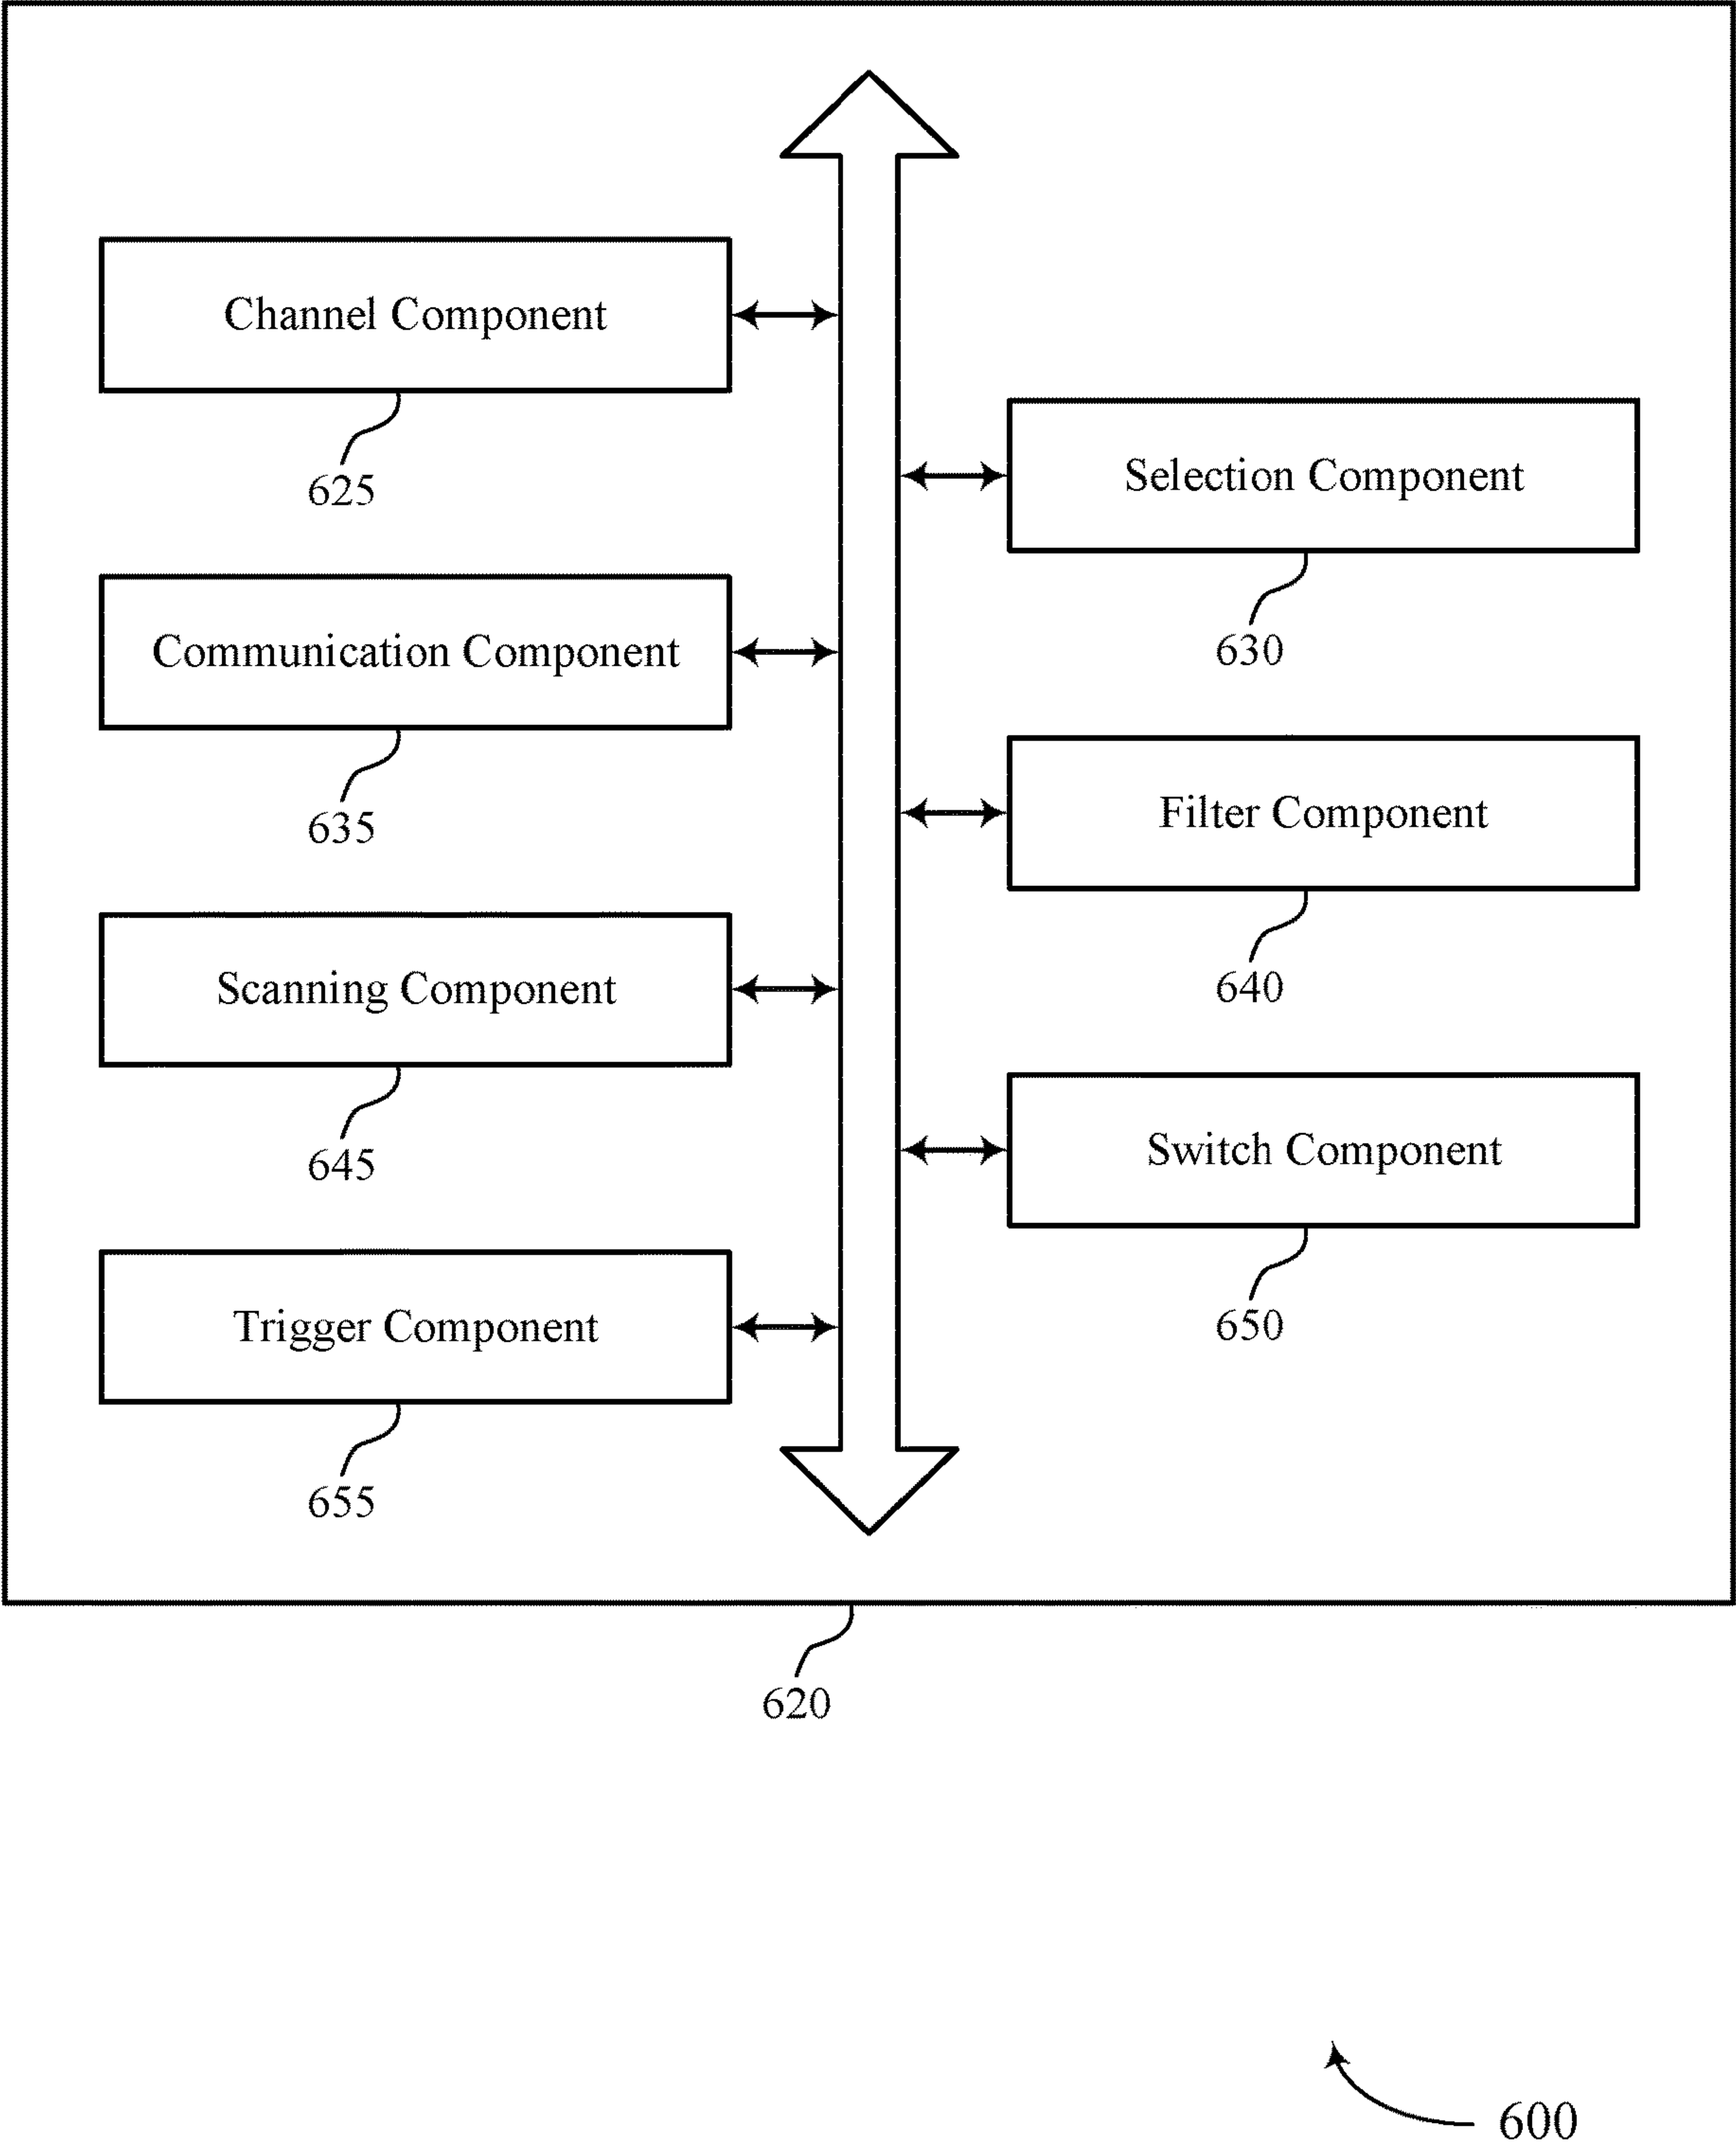 Channel Component
625
Selection Component
630
Communication Component
635
Filter Component
640
Scanning Component
645
Switch Component
650
Trigger Component
655
620
600